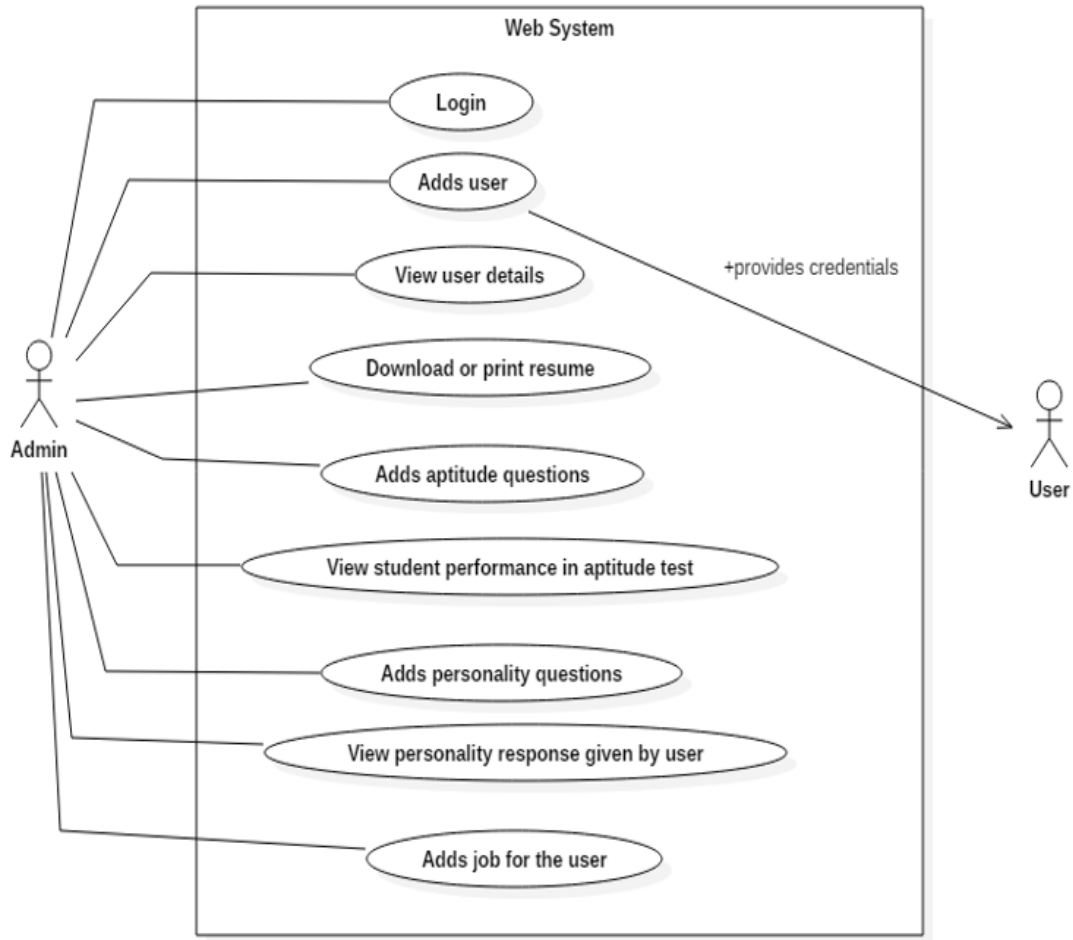 Web System
Login
Adds user
View user details
+provides credentials
Download or print resume
Admin
Adds aptitude questions
User
View student performance in aptitude test
Adds personality questions
View personality response given by user
Adds job for the user